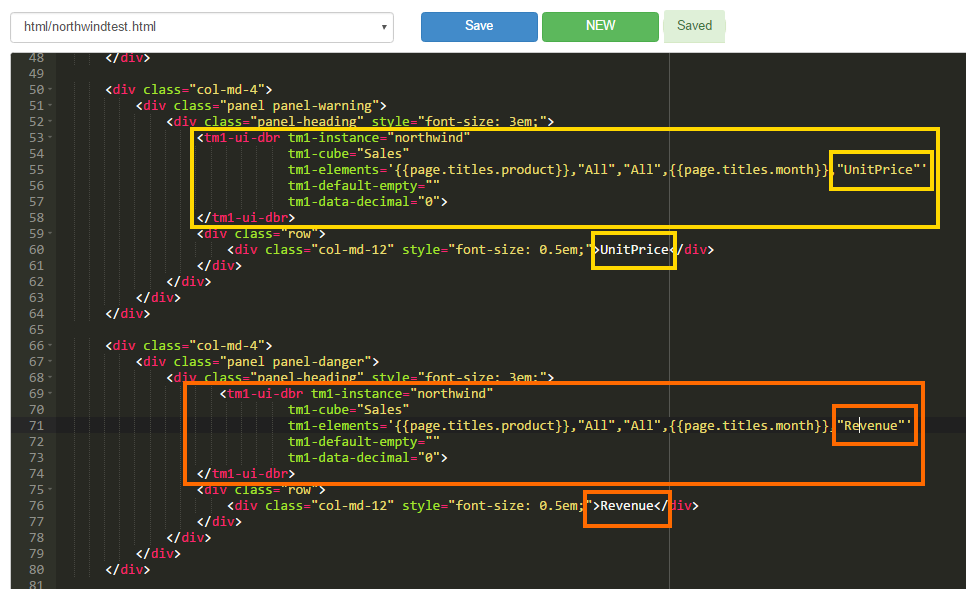 html/northwindtest.html Save NEW Saved
48 </div>
49
50 <div class="col-md-4">
51 <div class="panel panel-warning">
52 <div class="panel-heading" style="font-size: 3em;">
53 <tm1-ui-dbr tm1-instance="northwind"
54 tm1-cube="Sales"
55 tm1-elements='{{page.titles.product}},"All","All",{{page.titles.month}},"UnitPrice"'
56 tm1-default-empty=""
57 tm1-data-decimal="0">
58 </tm1-ui-dbr>
59 <div class="row">
60 <div class="col-md-12" style="font-size: 0.5em;">UnitPrice</div>
61 </div>
62 </div>
63 </div>
64 </div>
65
66 <div class="col-md-4">
67 <div class="panel panel-danger">
68 <div class="panel-heading" style="font-size: 3em;">
69 <tm1-ui-dbr tm1-instance="northwind"
70 tm1-cube="Sales"
71 tm1-elements='{{page.titles.product}},"All","All",{{page.titles.month}},"Revenue"'
72 tm1-default-empty=""
73 tm1-data-decimal="0">
74 </tm1-ui-dbr>
75 <div class="row">
76 <div class="col-md-12" style="font-size: 0.5em;">Revenue</div>
77 </div>
78 </div>
79 </div>
80 </div>
81